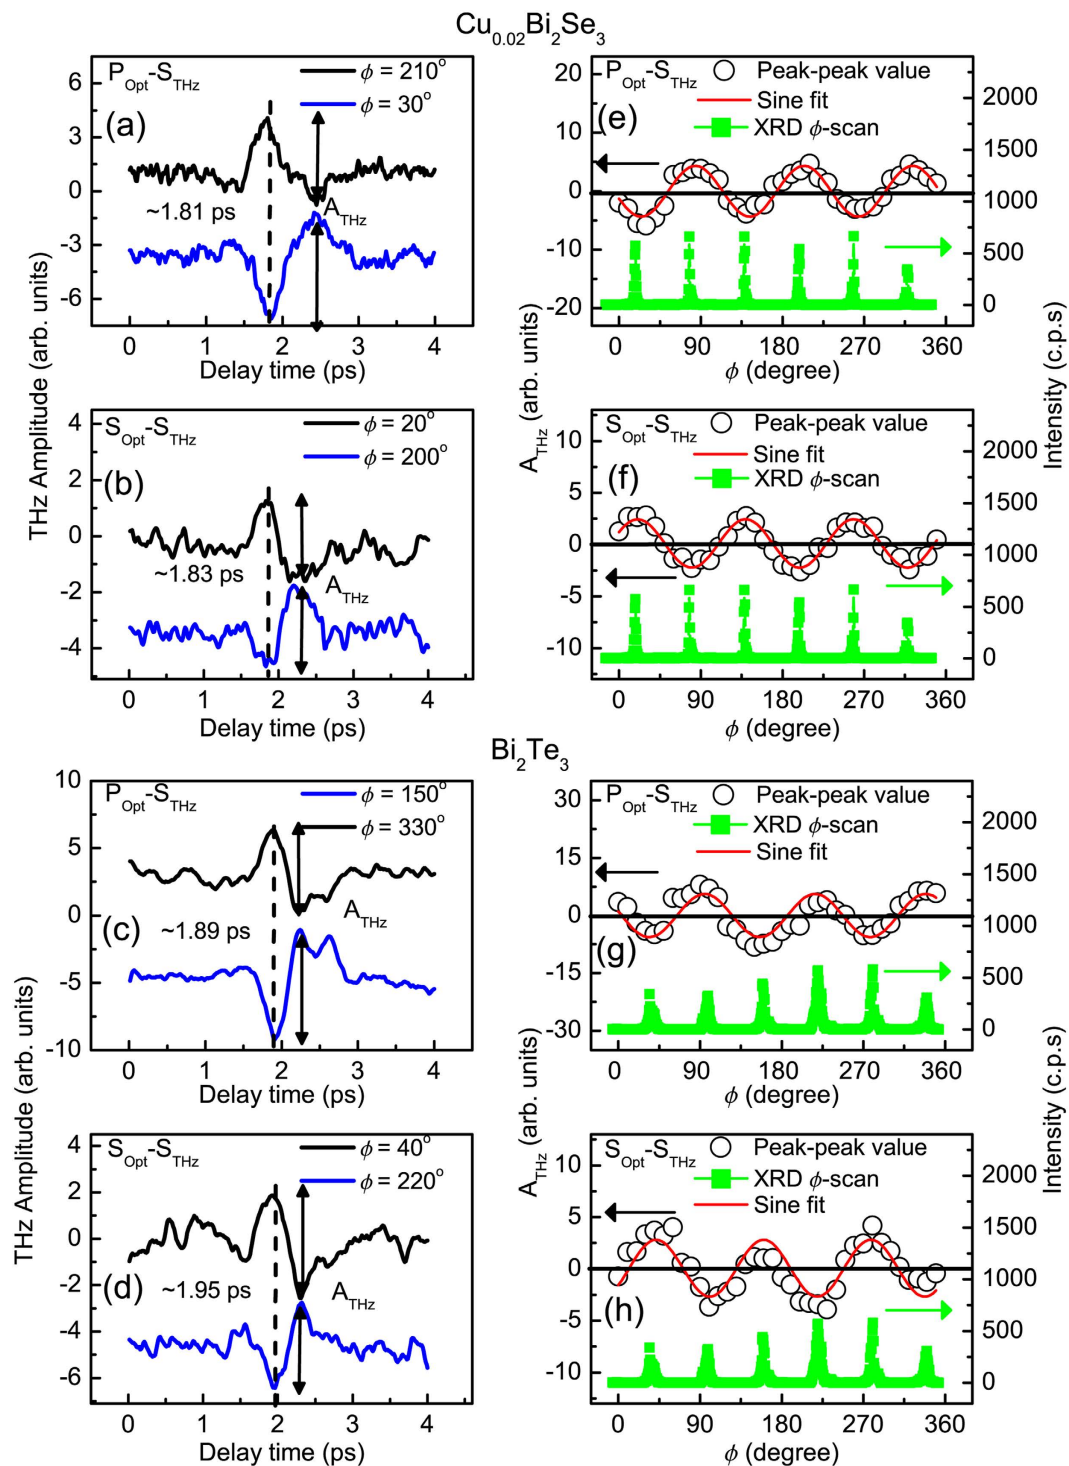 Cu0.02Bi2Se3
POpt-STHz
ϕ = 210°
ϕ = 30°
(a)
~1.81 ps
ATHz
6
3
0
-3
-6
0 1 2 3 4
Delay time (ps)
POpt-STHz
Peak-peak value
Sine fit
XRD ϕ-scan
(e)
20
10
0
-10
-20
2000
1500
1000
500
0
0 90 180 270 360
ϕ (degree)
THz Amplitude (arb. units)
SOpt-STHz
ϕ = 20°
ϕ = 200°
(b)
~1.83 ps
ATHz
4
2
0
-2
-4
0 1 2 3 4
Delay time (ps)
ATHz (arb. units)
Intensity (c.p.s)
SOpt-STHz
Peak-peak value
Sine fit
XRD ϕ-scan
(f)
10
5
0
-5
-10
2000
1500
1000
500
0
0 90 180 270 360
ϕ (degree)
Bi2Te3
POpt-STHz
ϕ = 150°
ϕ = 330°
(c)
~1.89 ps
ATHz
10
5
0
-5
-10
0 1 2 3 4
Delay time (ps)
POpt-STHz
Peak-peak value
XRD ϕ-scan
Sine fit
(g)
30
15
0
-15
-30
2000
1500
1000
500
0
0 90 180 270 360
ϕ (degree)
THz Amplitude (arb. units)
SOpt-STHz
ϕ = 40°
ϕ = 220°
(d)
~1.95 ps
ATHz
4
2
0
-2
-4
-6
0 1 2 3 4
Delay time (ps)
ATHz (arb. units)
Intensity (c.p.s)
SOpt-STHz
Peak-peak value
XRD ϕ-scan
Sine fit
(h)
10
5
0
-5
-10
2000
1500
1000
500
0
0 90 180 270 360
ϕ (degree)